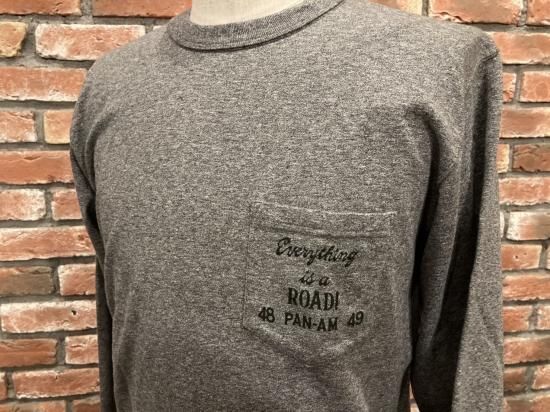 Everything
is a
ROAD!
48 PAN-AM 49